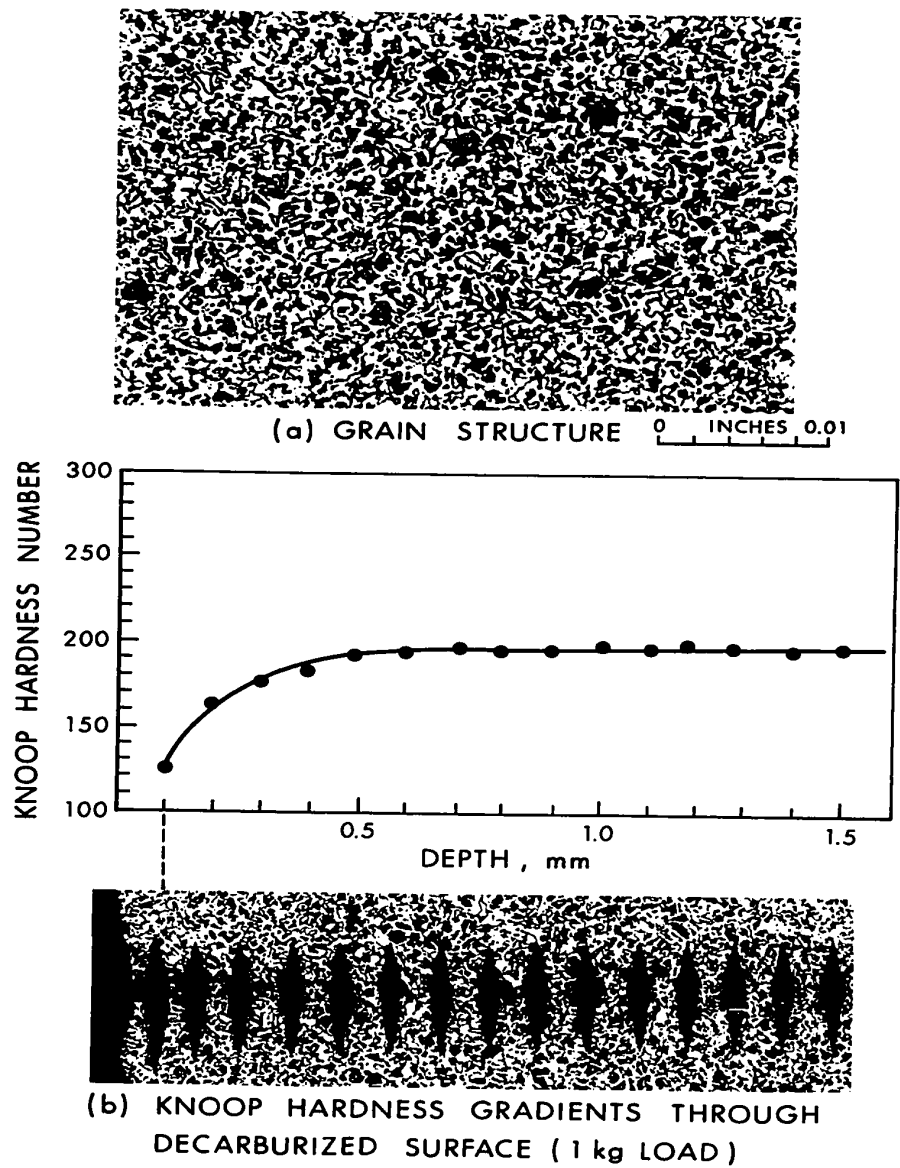 (a) GRAIN STRUCTURE
0 INCHES 0.01
KNOOP HARDNESS NUMBER
300
250
200
150
100
0.5 1.0 1.5
DEPTH, mm
(b) KNOOP HARDNESS GRADIENTS THROUGH
DECARBURIZED SURFACE (1 kg LOAD)